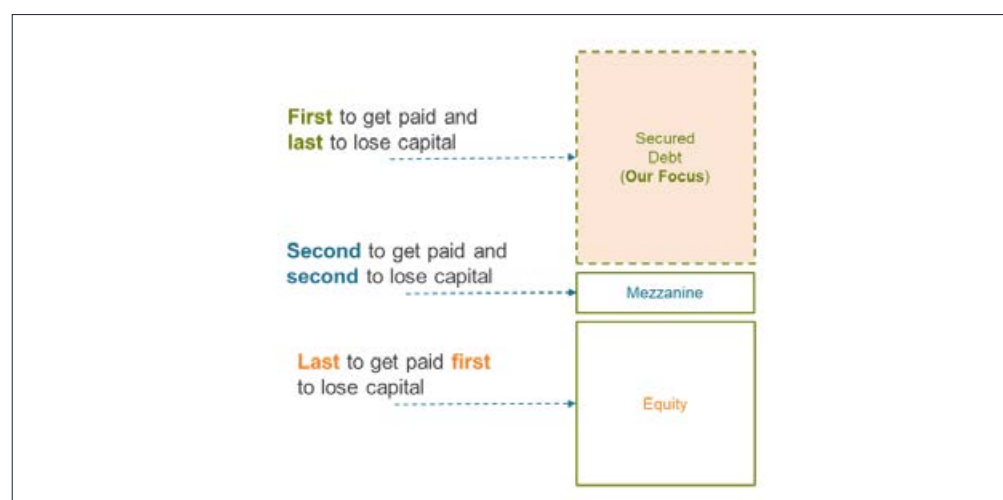 First to get paid and
last to lose capital
Secured
Debt
(Our Focus)
Second to get paid and
second to lose capital
Mezzanine
Last to get paid first
to lose capital
Equity